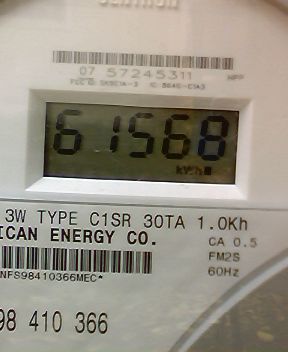 07 57245311 HPP
61568
kWh
3W TYPE C1SR 30TA 1.0Kh
ICAN ENERGY CO.
CA 0.5
FM2S
60Hz
NFS98410366MEC*
98 410 366